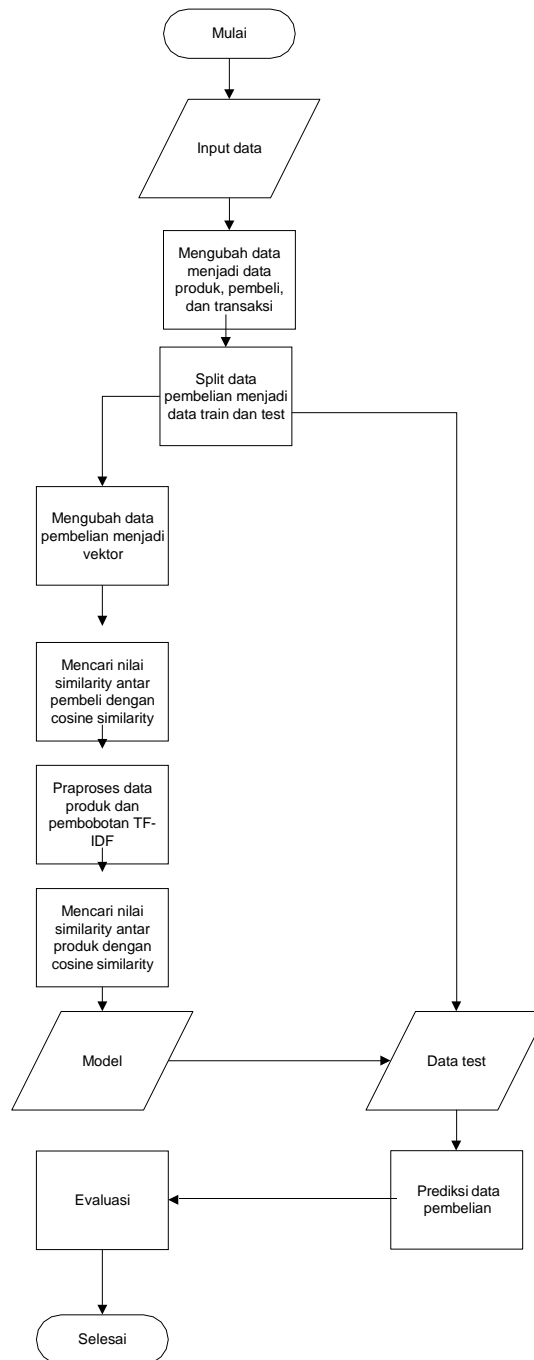 Mulai
Input data
Mengubah data
menjadi data
produk, pembeli,
dan transaksi
Split data
pembelian menjadi
data train dan test
Mengubah data
pembelian menjadi
vektor
Mencari nilai
similarity antar
pembeli dengan
cosine similarity
Praproses data
produk dan
pembobotan TF-
IDF
Mencari nilai
similarity antar
produk dengan
cosine similarity
Model
Data test
Prediksi data
pembelian
Evaluasi
Selesai